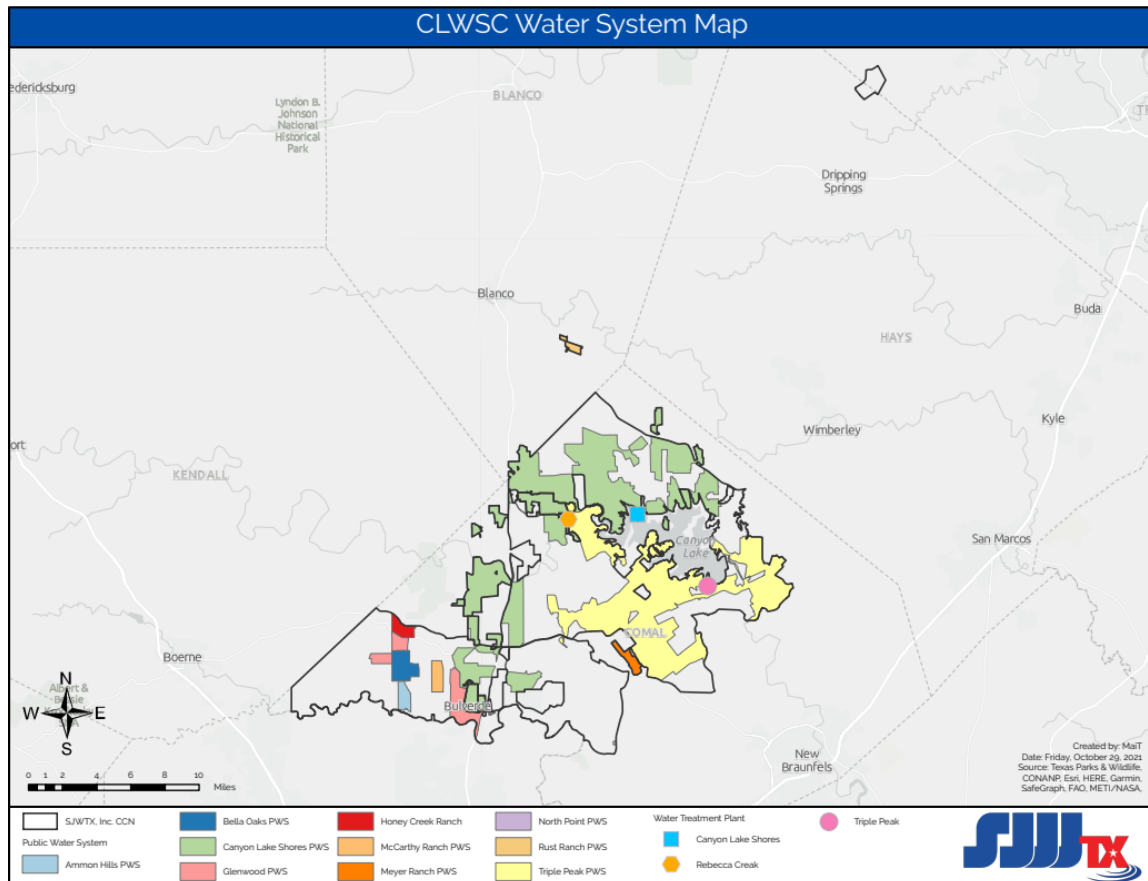 CLWSC Water System Map
edericksburg
Lyndon B.
Johnson
National
Historical
Park
BLANCO
TR
Dripping
Springs
Blanco
Buda
HAYS
Kyle
Wimberley
ort
KENDALL
San Marcos
Canyon
Lake
COMAL
Boerne
Albert &
Bulverde
New
Braunfels
N
W
E
S
0 1 2 4 6 8 10
Miles
Created by: MaiT
Date: Friday, October 29, 2021
Source: Texas Parks & Wildlife,
CONANP, Esri, HERE, Garmin,
SafeGraph, FAO, METI/NASA,
SJWTX, Inc. CCN
Public Water System
Ammon Hills PWS
Bella Oaks PWS
Canyon Lake Shores PWS
Glenwood PWS
Honey Creek Ranch
McCarthy Ranch PWS
Meyer Ranch PWS
North Point PWS
Rust Ranch PWS
Triple Peak PWS
Water Treatment Plant
Canyon Lake Shores
Rebecca Creak
Triple Peak
SJWTX